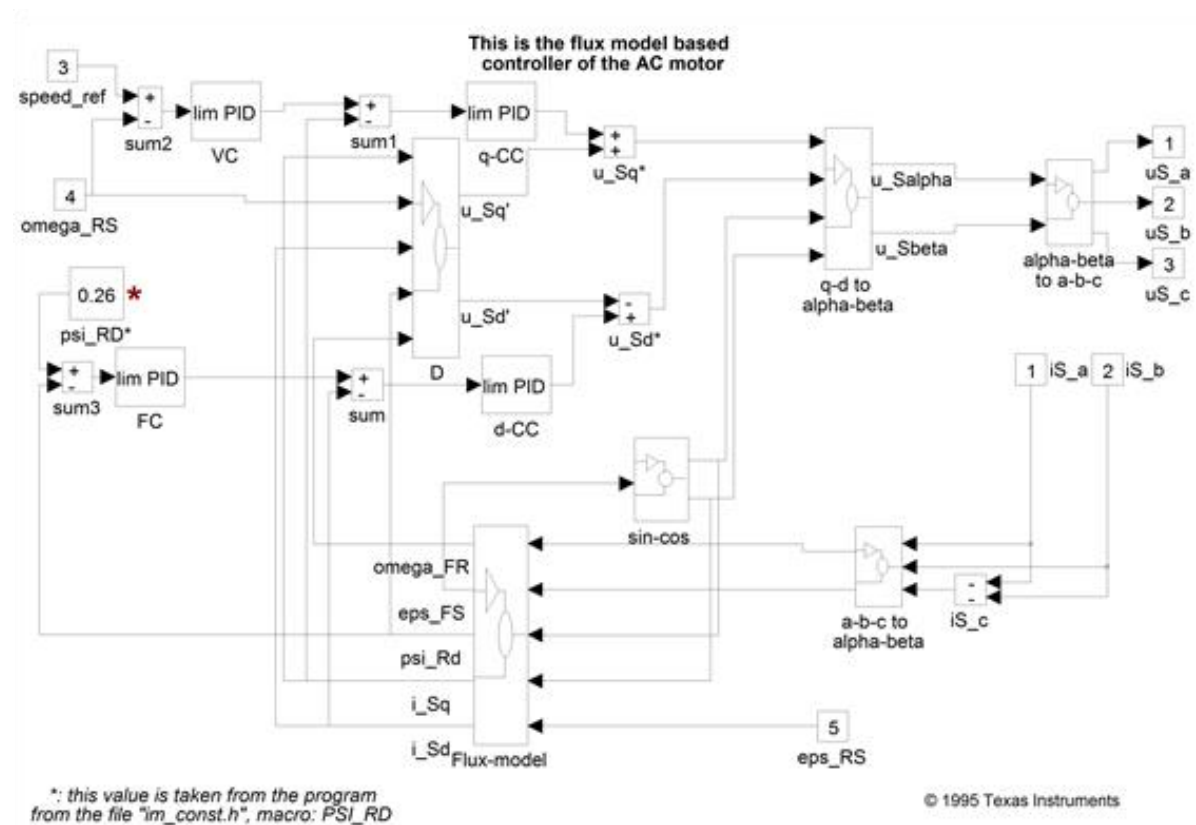 This is the flux model based
controller of the AC motor
3
speed_ref
+
-
sum2
lim PID
VC
+
-
sum1
lim PID
q-CC
+
+
u_Sq*
1
uS_a
2
uS_b
3
uS_c
4
omega_RS
u_Sq'
u_Salpha
u_Sbeta
q-d to
alpha-beta
alpha-beta
to a-b-c
0.26 *
psi_RD*
u_Sd'
-
+
u_Sd*
D
+
-
sum3
lim PID
FC
+
-
sum
lim PID
d-CC
1 iS_a
2 iS_b
sin-cos
omega_FR
eps_FS
psi_Rd
i_Sq
i_Sd
Flux-model
a-b-c to
alpha-beta
-
-
iS_c
5
eps_RS
*: this value is taken from the program
from the file "im_const.h", macro: PSI_RD
© 1995 Texas Instruments